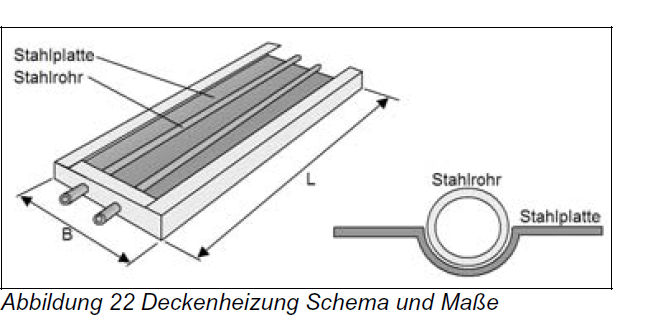 Stahlplatte
Stahlrohr
L
B
Stahlrohr
Stahlplatte
Abbildung 22 Deckenheizung Schema und Maße